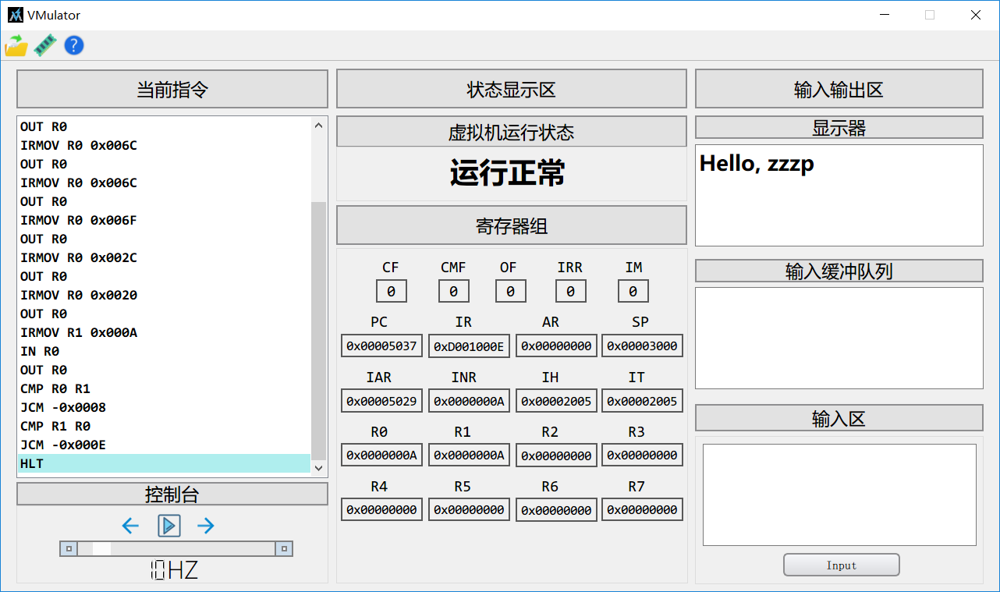 VMulator
当前指令
OUT R0
IRMOV R0 0x006C
OUT R0
IRMOV R0 0x006C
OUT R0
IRMOV R0 0x006F
OUT R0
IRMOV R0 0x002C
OUT R0
IRMOV R0 0x0020
OUT R0
IRMOV R1 0x000A
IN R0
OUT R0
CMP R0 R1
JCM -0x0008
CMP R1 R0
JCM -0x000E
HLT
控制台
10HZ
状态显示区
虚拟机运行状态
运行正常
寄存器组
CF CMF OF IRR IM
0 0 0 0 0
PC IR AR SP
0x00005037 0xD001000E 0x00000000 0x00003000
IAR INR IH IT
0x00005029 0x0000000A 0x00002005 0x00002005
R0 R1 R2 R3
0x0000000A 0x0000000A 0x00000000 0x00000000
R4 R5 R6 R7
0x00000000 0x00000000 0x00000000 0x00000000
输入输出区
显示器
Hello, zzzp
输入缓冲队列
输入区
Input